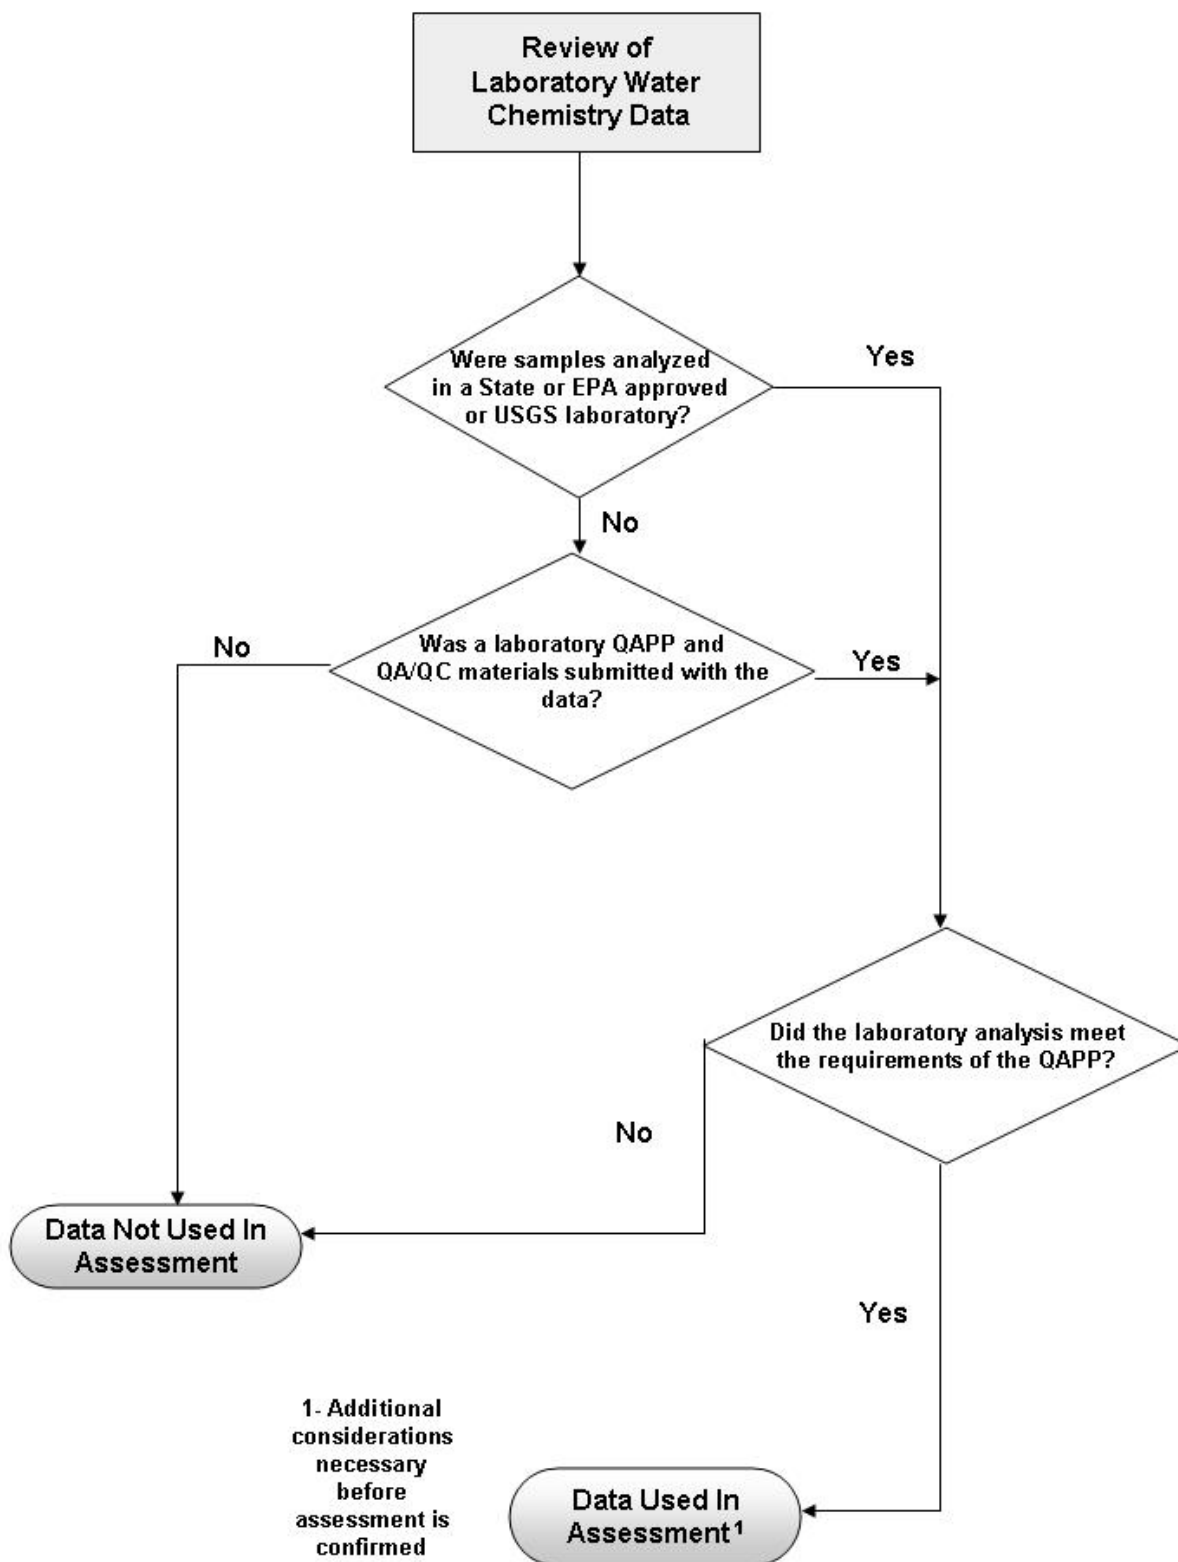 Review of
Laboratory Water
Chemistry Data
Were samples analyzed
in a State or EPA approved
or USGS laboratory?
Yes
No
Was a laboratory QAPP and
QA/QC materials submitted with the
data?
No
Yes
Did the laboratory analysis meet
the requirements of the QAPP?
No
Data Not Used In
Assessment
Yes
1- Additional
considerations
necessary
before
assessment is
confirmed
Data Used In
Assessment¹